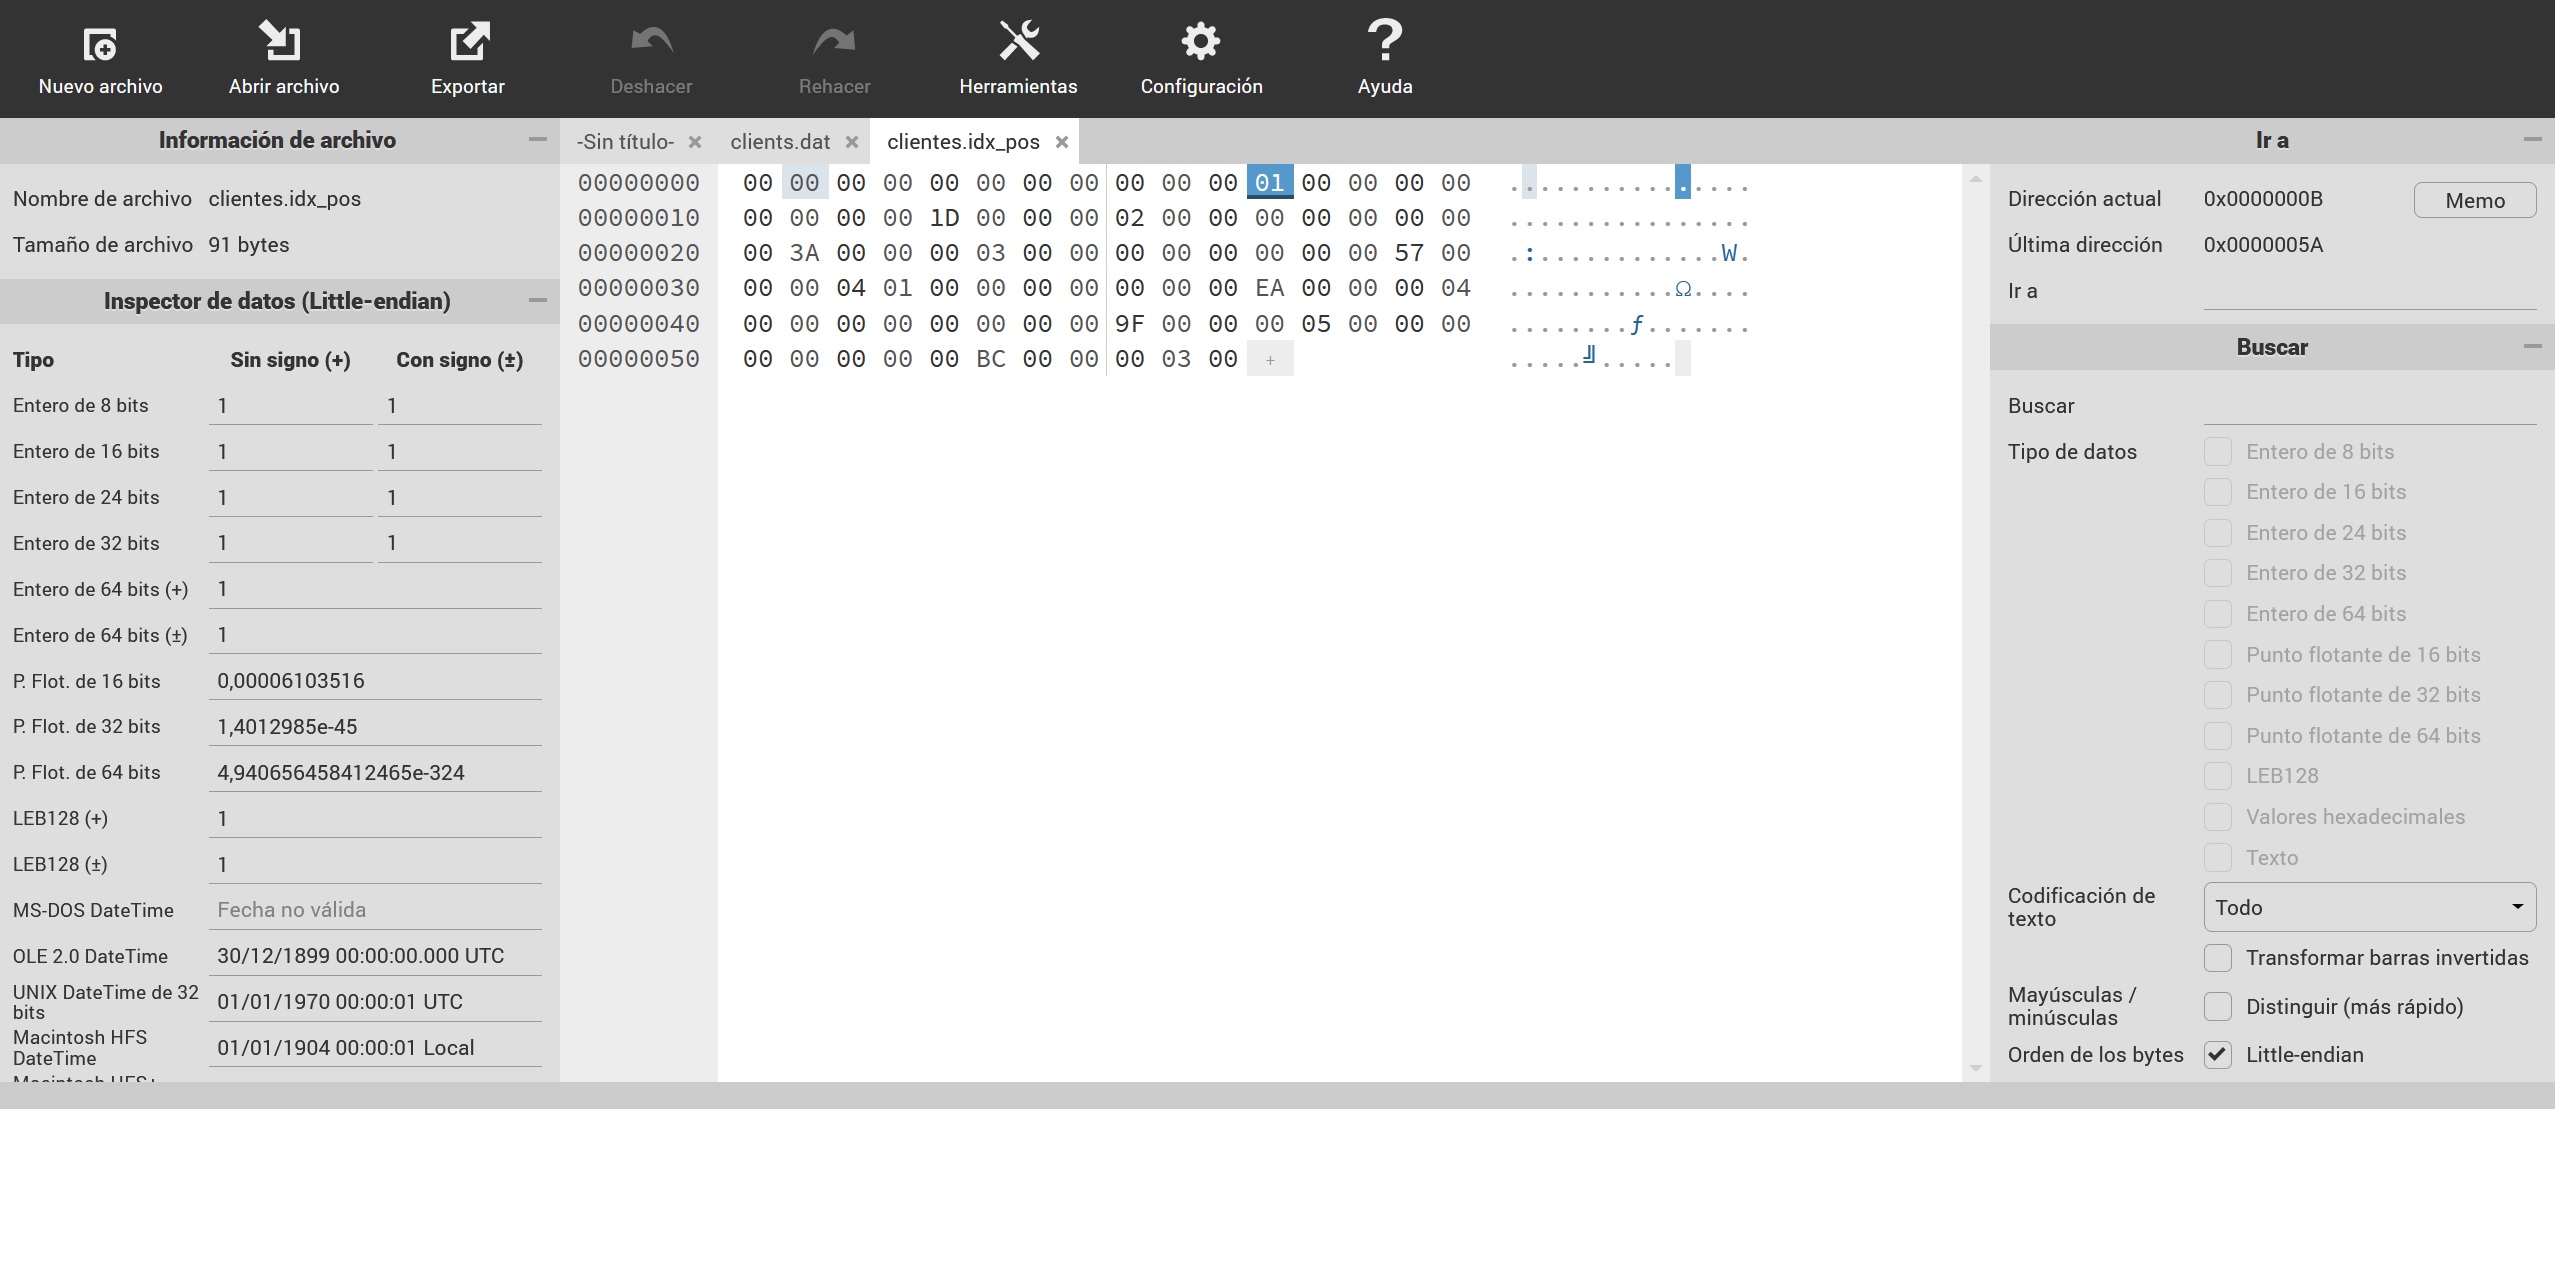 Nuevo archivo Abrir archivo Exportar Deshacer Rehacer Herramientas Configuración Ayuda
Información de archivo
Nombre de archivo clientes.idx_pos
Tamaño de archivo 91 bytes
Inspector de datos (Little-endian)
Tipo Sin signo (+) Con signo (±)
Entero de 8 bits 1 1
Entero de 16 bits 1 1
Entero de 24 bits 1 1
Entero de 32 bits 1 1
Entero de 64 bits (+) 1
Entero de 64 bits (±) 1
P. Flot. de 16 bits 0,00006103516
P. Flot. de 32 bits 1,4012985e-45
P. Flot. de 64 bits 4,940656458412465e-324
LEB128 (+) 1
LEB128 (±) 1
MS-DOS DateTime Fecha no válida
OLE 2.0 DateTime 30/12/1899 00:00:00.000 UTC
UNIX DateTime de 32
bits 01/01/1970 00:00:01 UTC
Macintosh HFS
DateTime 01/01/1904 00:00:01 Local
-Sin título- clients.dat clientes.idx_pos
00000000 00 00 00 00 00 00 00 00 00 00 00 01 00 00 00 00 ................
00000010 00 00 00 00 1D 00 00 00 02 00 00 00 00 00 00 00 ................
00000020 00 3A 00 00 00 03 00 00 00 00 00 00 00 00 57 00 .:............W.
00000030 00 00 04 01 00 00 00 00 00 00 00 EA 00 00 00 04 ...........Ω....
00000040 00 00 00 00 00 00 00 00 9F 00 00 00 05 00 00 00 ........ƒ.......
00000050 00 00 00 00 00 BC 00 00 00 03 00 + .....╝.....
Ir a
Dirección actual 0x0000000B Memo
Última dirección 0x0000005A
Ir a
Buscar
Buscar
Tipo de datos Entero de 8 bits
Entero de 16 bits
Entero de 24 bits
Entero de 32 bits
Entero de 64 bits
Punto flotante de 16 bits
Punto flotante de 32 bits
Punto flotante de 64 bits
LEB128
Valores hexadecimales
Texto
Codificación de
texto Todo
Transformar barras invertidas
Mayúsculas /
minúsculas Distinguir (más rápido)
Orden de los bytes Little-endian